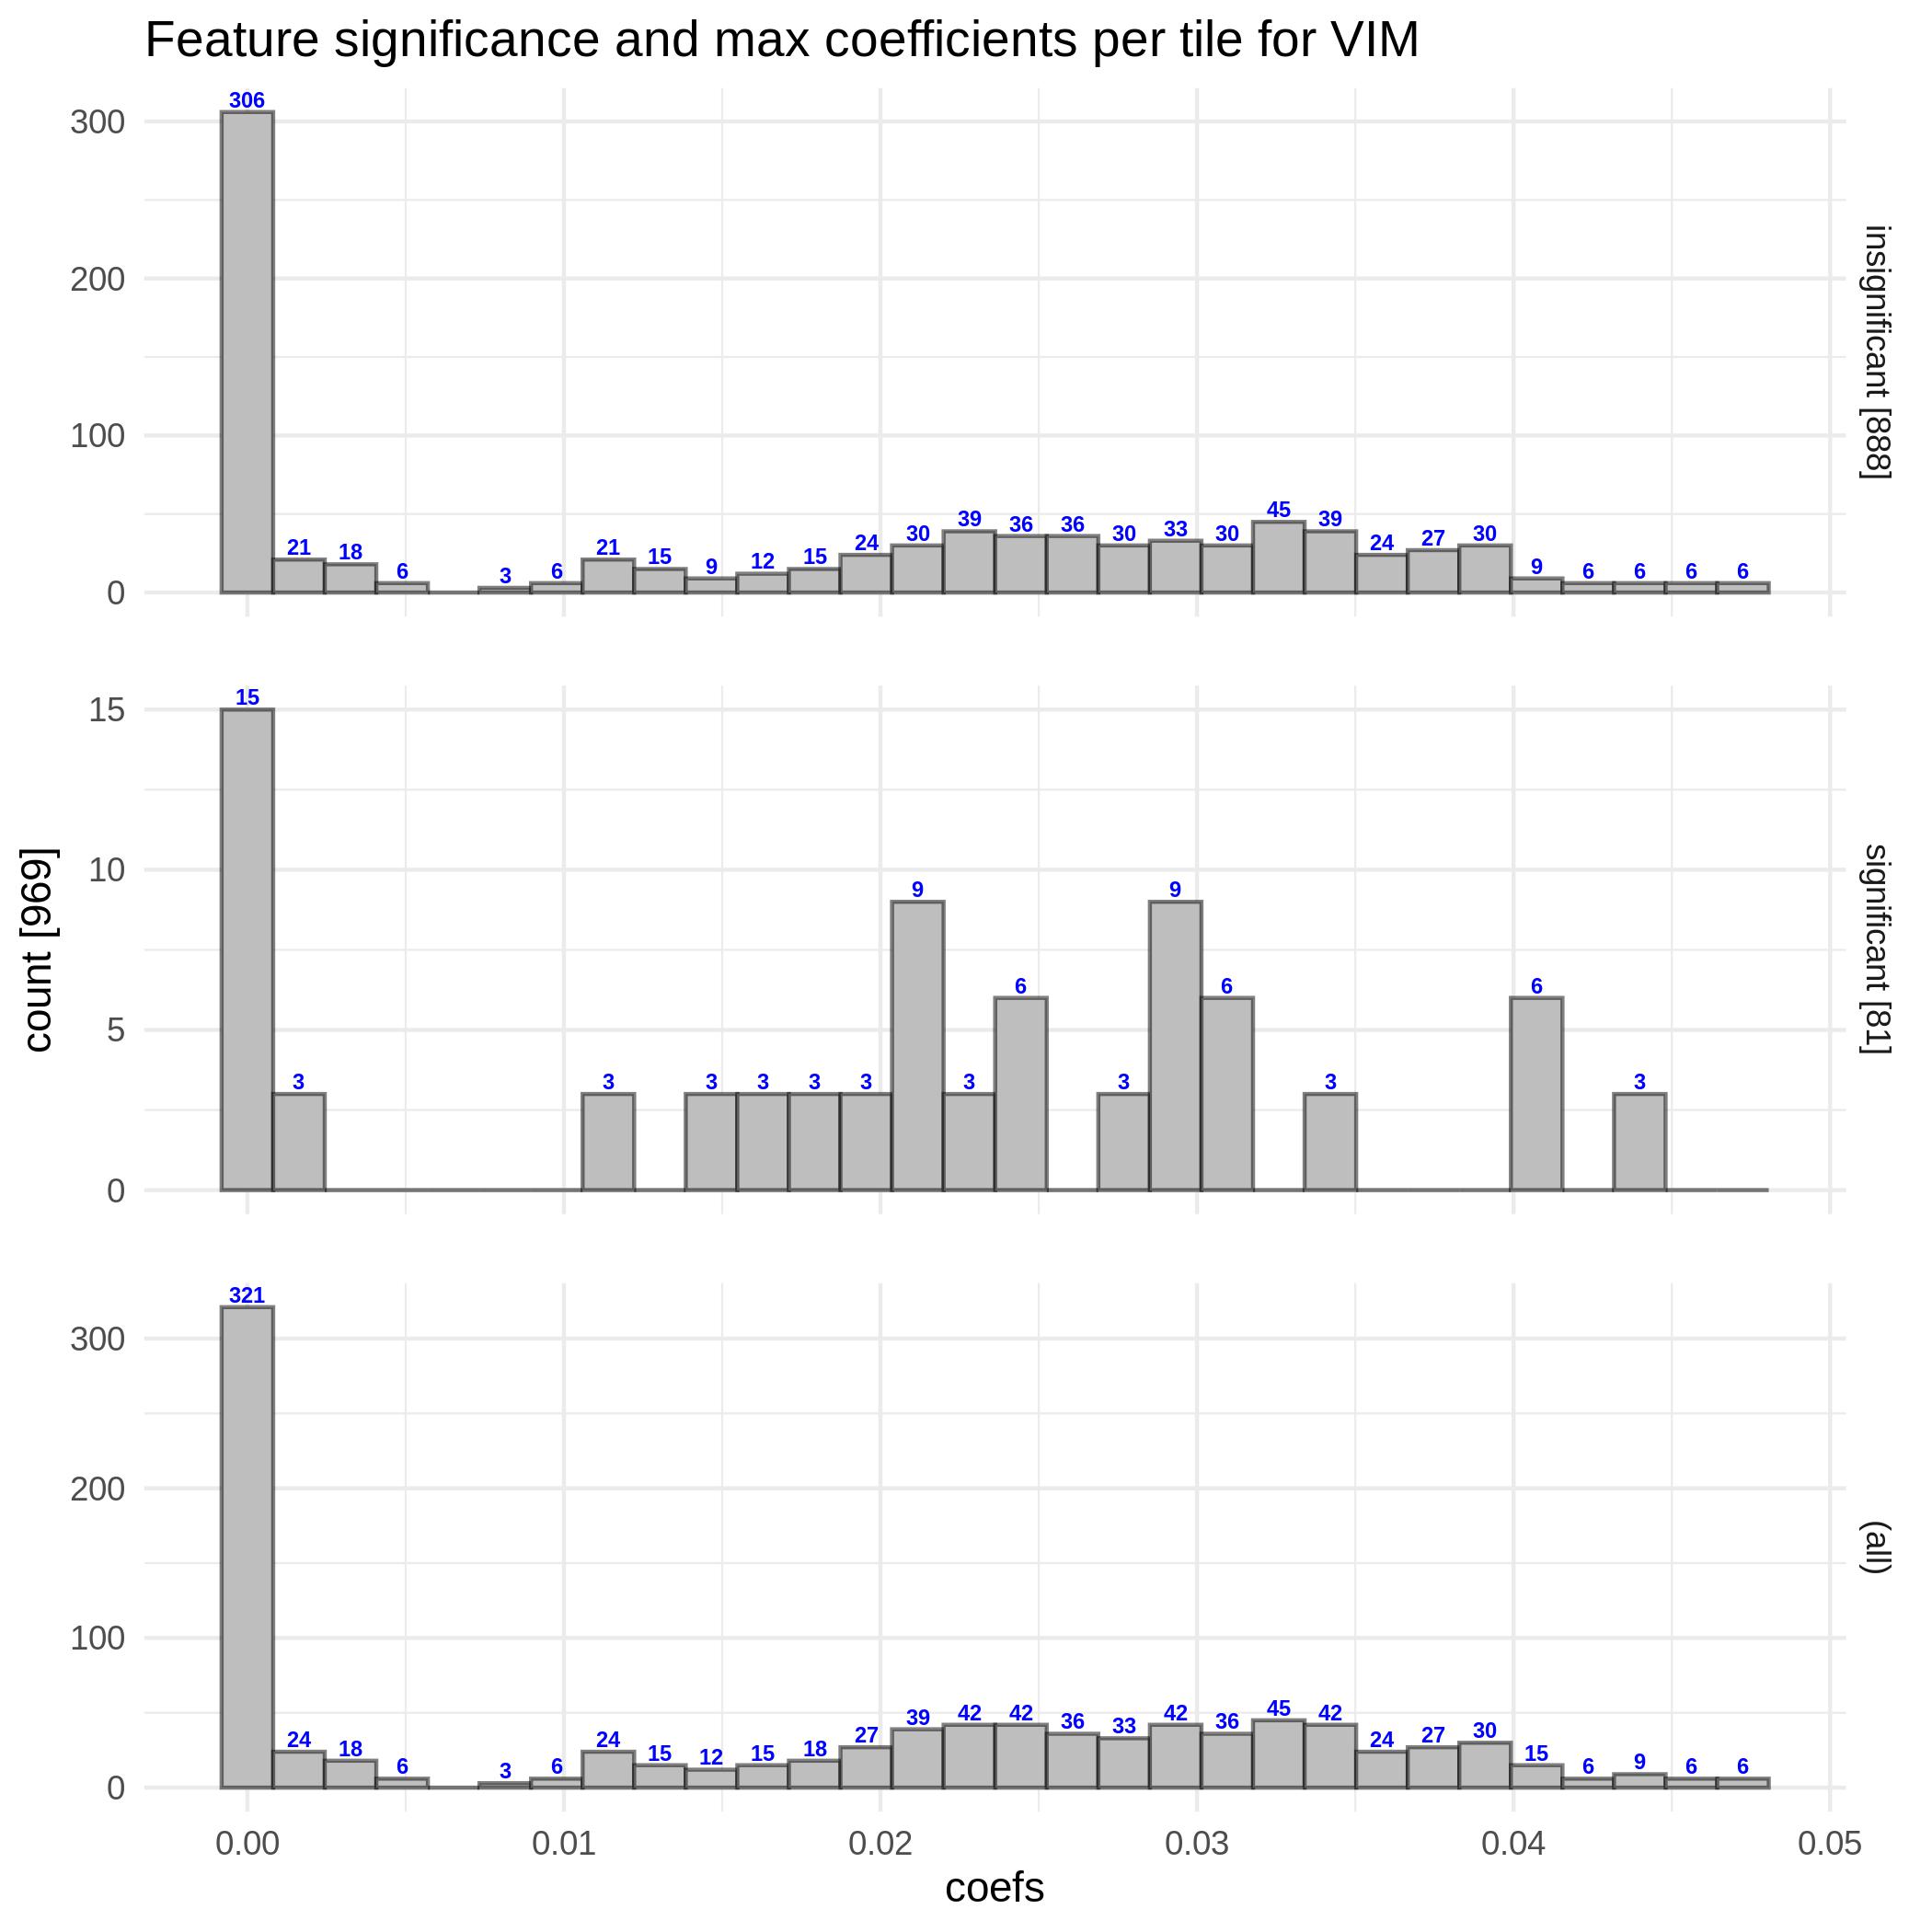 Feature significance and max coefficients per tile for VIM
306
300
200
100
0
21 18 6 3 6 21 15 9 12 15 24 30 39 36 36 30 33 30 45 39 24 27 30 9 6 6 6 6
insignificant [888]
15
15
10
5
0
3 3 3 3 3 3 9 3 6 3 9 6 3 6 3
significant [81]
count [969]
321
300
200
100
0
24 18 6 3 6 24 15 12 15 18 27 39 42 42 36 33 42 36 45 42 24 27 30 15 6 9 6 6
(all)
0.00 0.01 0.02 0.03 0.04 0.05
coefs